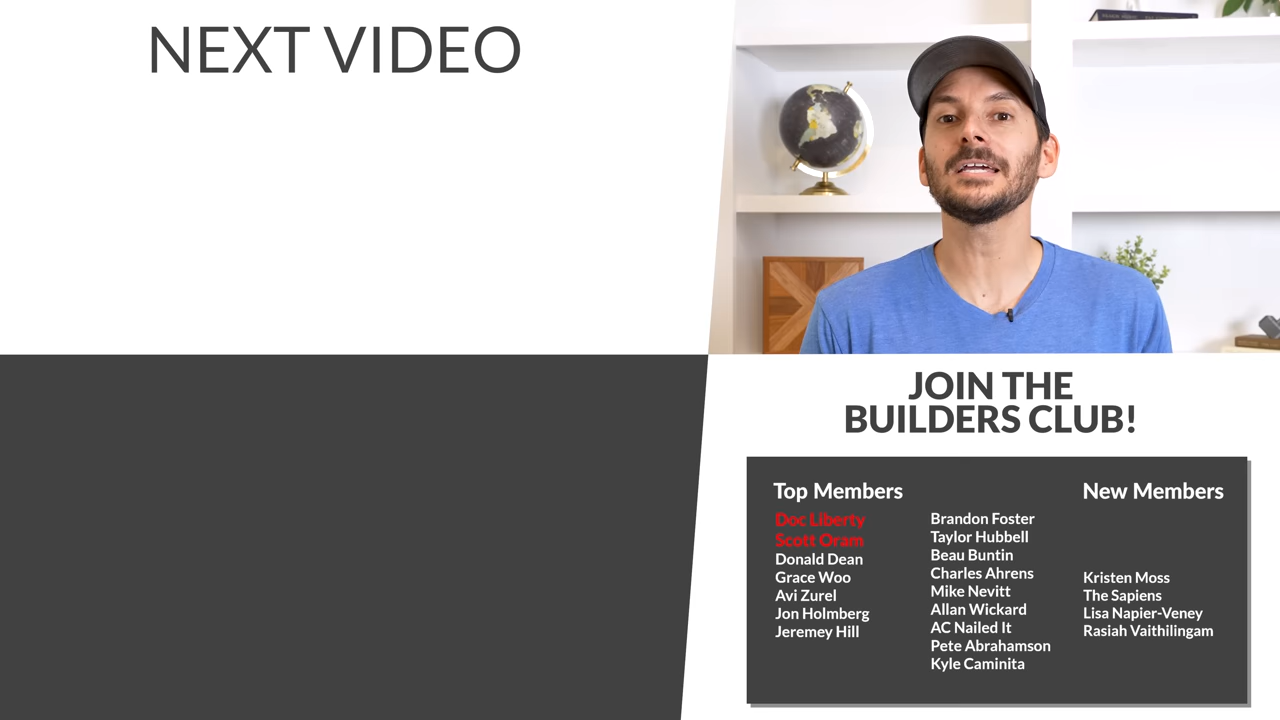 NEXT VIDEO
JOIN THE
BUILDERS CLUB!
Top Members
Doc Liberty
Scott Oram
Donald Dean
Grace Woo
Avi Zurel
Jon Holmberg
Jeremey Hill
Brandon Foster
Taylor Hubbell
Beau Buntin
Charles Ahrens
Mike Nevitt
Allan Wickard
AC Nailed It
Pete Abrahamson
Kyle Caminita
New Members
Kristen Moss
The Sapiens
Lisa Napier-Veney
Rasiah Vaithilingam